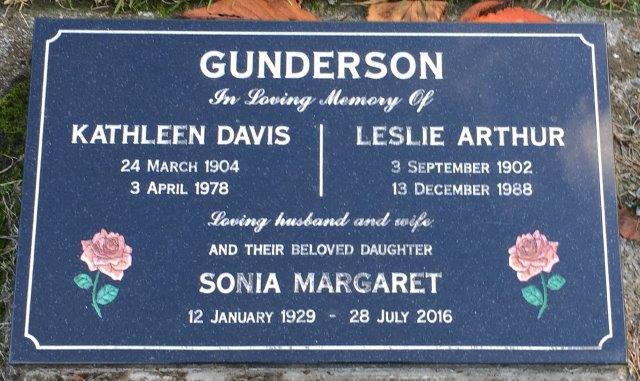 GUNDERSON
In Loving Memory Of
KATHLEEN DAVIS
24 MARCH 1904
3 APRIL 1978
LESLIE ARTHUR
3 SEPTEMBER 1902
13 DECEMBER 1988
Loving husband and wife
AND THEIR BELOVED DAUGHTER
SONIA MARGARET
12 JANUARY 1929 - 28 JULY 2016